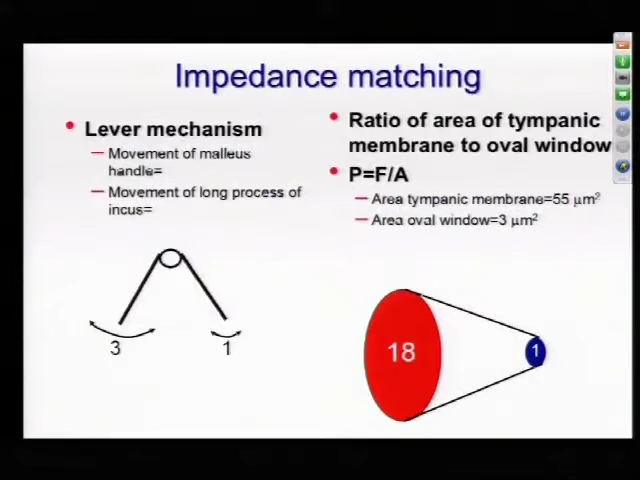 Impedance matching
Lever mechanism
Movement of malleus
handle=
Movement of long process of
incus=
Ratio of area of tympanic
membrane to oval window
P=F/A
Area tympanic membrane=55 µm²
Area oval window=3 µm²
3
1
18
1